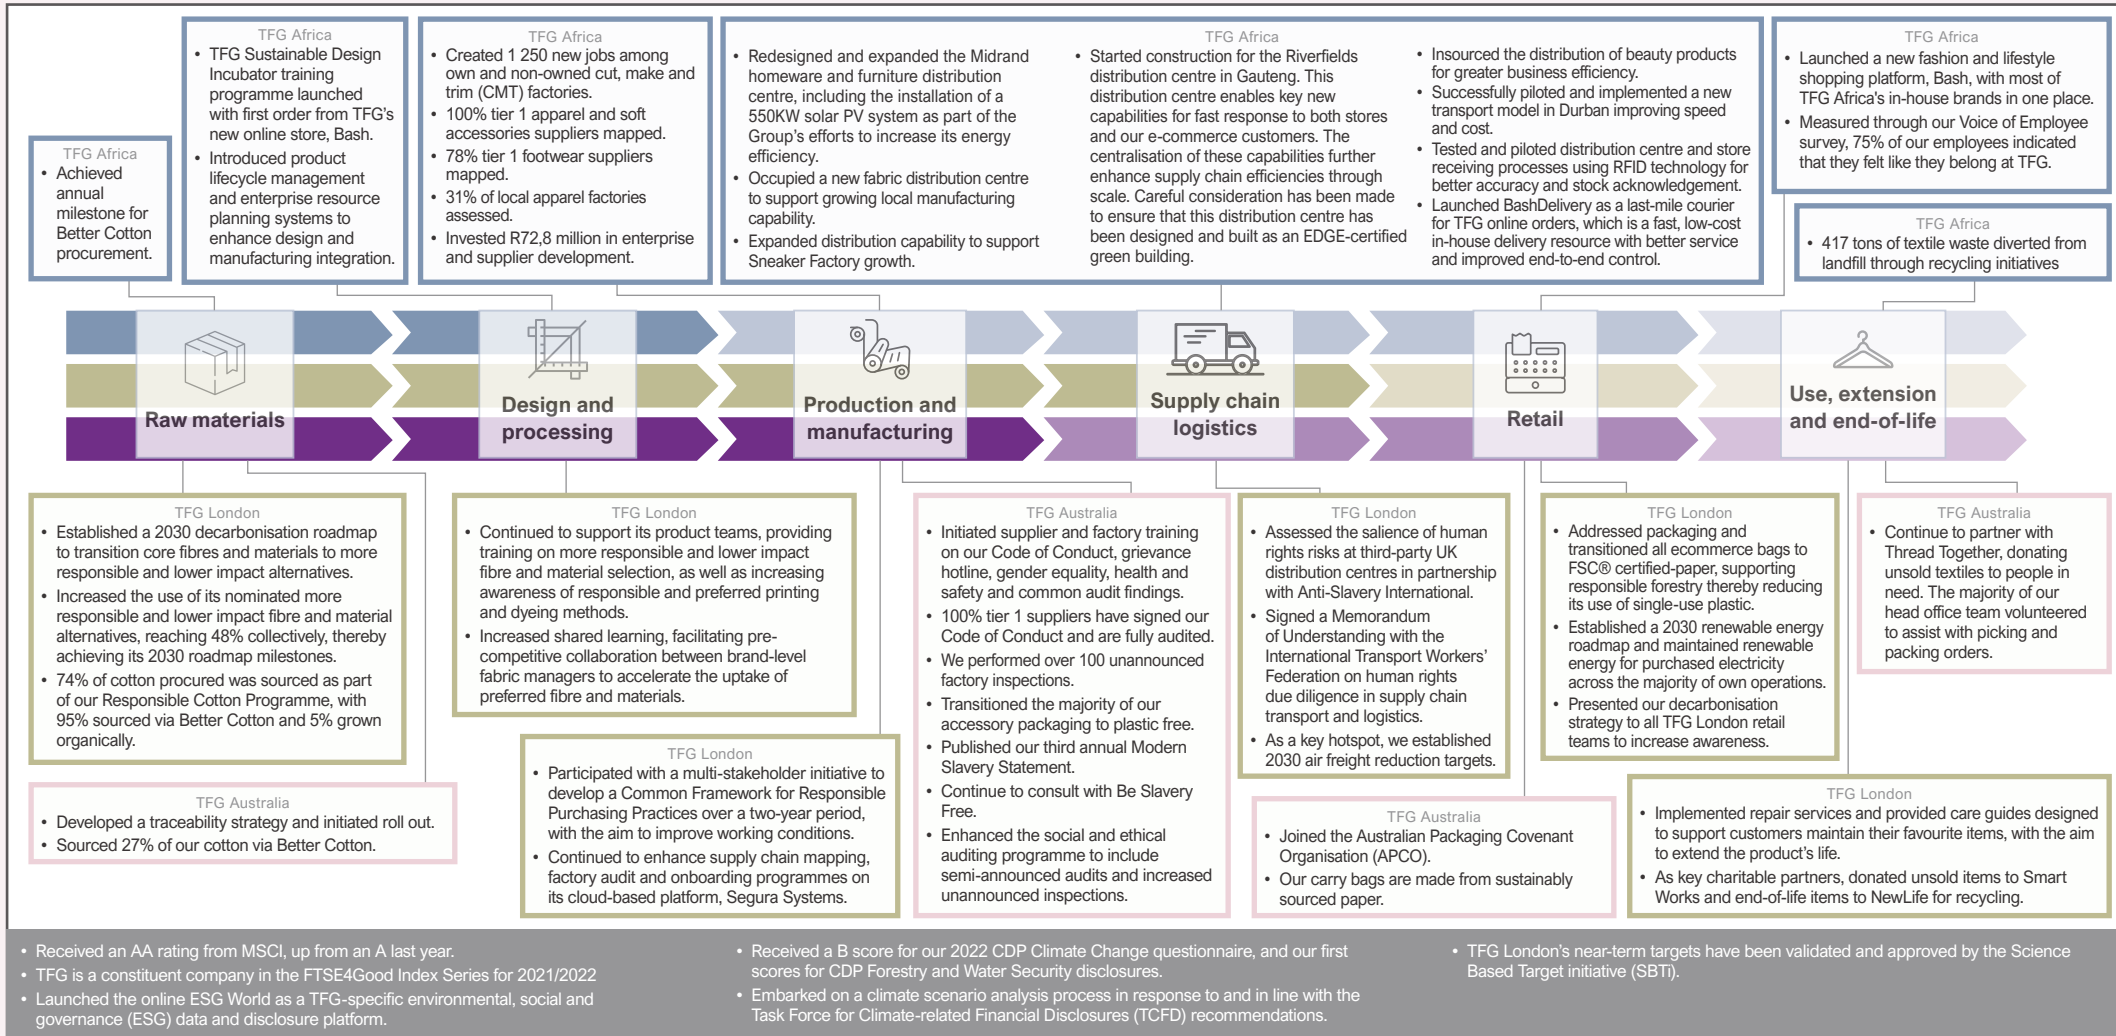 TFG Africa
• Achieved
annual
milestone for
Better Cotton
procurement.
TFG Africa
• TFG Sustainable Design
Incubator training
programme launched
with first order from TFG's
new online store, Bash.
• Introduced product
lifecycle management
and enterprise resource
planning systems to
enhance design and
manufacturing integration.
TFG Africa
• Created 1 250 new jobs among
own and non-owned cut, make and
trim (CMT) factories.
• 100% tier 1 apparel and soft
accessories suppliers mapped.
• 78% tier 1 footwear suppliers
mapped.
• 31% of local apparel factories
assessed.
• Invested R72,8 million in enterprise
and supplier development.
TFG Africa
• Redesigned and expanded the Midrand
homeware and furniture distribution
centre, including the installation of a
550KW solar PV system as part of the
Group's efforts to increase its energy
efficiency.
• Occupied a new fabric distribution centre
to support growing local manufacturing
capability.
• Expanded distribution capability to support
Sneaker Factory growth.
• Started construction for the Riverfields
distribution centre in Gauteng. This
distribution centre enables key new
capabilities for fast response to both stores
and our e-commerce customers. The
centralisation of these capabilities further
enhance supply chain efficiencies through
scale. Careful consideration has been made
to ensure that this distribution centre has
been designed and built as an EDGE-certified
green building.
• Insourced the distribution of beauty products
for greater business efficiency.
• Successfully piloted and implemented a new
transport model in Durban improving speed
and cost.
• Tested and piloted distribution centre and store
receiving processes using RFID technology for
better accuracy and stock acknowledgement.
• Launched BashDelivery as a last-mile courier
for TFG online orders, which is a fast, low-cost
in-house delivery resource with better service
and improved end-to-end control.
TFG Africa
• Launched a new fashion and lifestyle
shopping platform, Bash, with most of
TFG Africa's in-house brands in one place.
• Measured through our Voice of Employee
survey, 75% of our employees indicated
that they felt like they belong at TFG.
TFG Africa
• 417 tons of textile waste diverted from
landfill through recycling initiatives
Raw materials
Design and
processing
Production and
manufacturing
Supply chain
logistics
Retail
Use, extension
and end-of-life
TFG London
• Established a 2030 decarbonisation roadmap
to transition core fibres and materials to more
responsible and lower impact alternatives.
• Increased the use of its nominated more
responsible and lower impact fibre and material
alternatives, reaching 48% collectively, thereby
achieving its 2030 roadmap milestones.
• 74% of cotton procured was sourced as part
of our Responsible Cotton Programme, with
95% sourced via Better Cotton and 5% grown
organically.
TFG Australia
• Developed a traceability strategy and initiated roll out.
• Sourced 27% of our cotton via Better Cotton.
TFG London
• Continued to support its product teams, providing
training on more responsible and lower impact
fibre and material selection, as well as increasing
awareness of responsible and preferred printing
and dyeing methods.
• Increased shared learning, facilitating pre-
competitive collaboration between brand-level
fabric managers to accelerate the uptake of
preferred fibre and materials.
TFG London
• Participated with a multi-stakeholder initiative to
develop a Common Framework for Responsible
Purchasing Practices over a two-year period,
with the aim to improve working conditions.
• Continued to enhance supply chain mapping,
factory audit and onboarding programmes on
its cloud-based platform, Segura Systems.
TFG Australia
• Initiated supplier and factory training
on our Code of Conduct, grievance
hotline, gender equality, health and
safety and common audit findings.
• 100% tier 1 suppliers have signed our
Code of Conduct and are fully audited.
• We performed over 100 unannounced
factory inspections.
• Transitioned the majority of our
accessory packaging to plastic free.
• Published our third annual Modern
Slavery Statement.
• Continue to consult with Be Slavery
Free.
• Enhanced the social and ethical
auditing programme to include
semi-announced audits and increased
unannounced inspections.
TFG London
• Assessed the salience of human
rights risks at third-party UK
distribution centres in partnership
with Anti-Slavery International.
• Signed a Memorandum
of Understanding with the
International Transport Workers'
Federation on human rights
due diligence in supply chain
transport and logistics.
• As a key hotspot, we established
2030 air freight reduction targets.
TFG Australia
• Joined the Australian Packaging Covenant
Organisation (APCO).
• Our carry bags are made from sustainably
sourced paper.
TFG London
• Addressed packaging and
transitioned all ecommerce bags to
FSC® certified-paper, supporting
responsible forestry thereby reducing
its use of single-use plastic.
• Established a 2030 renewable energy
roadmap and maintained renewable
energy for purchased electricity
across the majority of own operations.
• Presented our decarbonisation
strategy to all TFG London retail
teams to increase awareness.
TFG Australia
• Continue to partner with
Thread Together, donating
unsold textiles to people in
need. The majority of our
head office team volunteered
to assist with picking and
packing orders.
TFG London
• Implemented repair services and provided care guides designed
to support customers maintain their favourite items, with the aim
to extend the product's life.
• As key charitable partners, donated unsold items to Smart
Works and end-of-life items to NewLife for recycling.
• Received an AA rating from MSCI, up from an A last year.
• TFG is a constituent company in the FTSE4Good Index Series for 2021/2022
• Launched the online ESG World as a TFG-specific environmental, social and
governance (ESG) data and disclosure platform.
• Received a B score for our 2022 CDP Climate Change questionnaire, and our first
scores for CDP Forestry and Water Security disclosures.
• Embarked on a climate scenario analysis process in response to and in line with the
Task Force for Climate-related Financial Disclosures (TCFD) recommendations.
• TFG London's near-term targets have been validated and approved by the Science
Based Target initiative (SBTi).